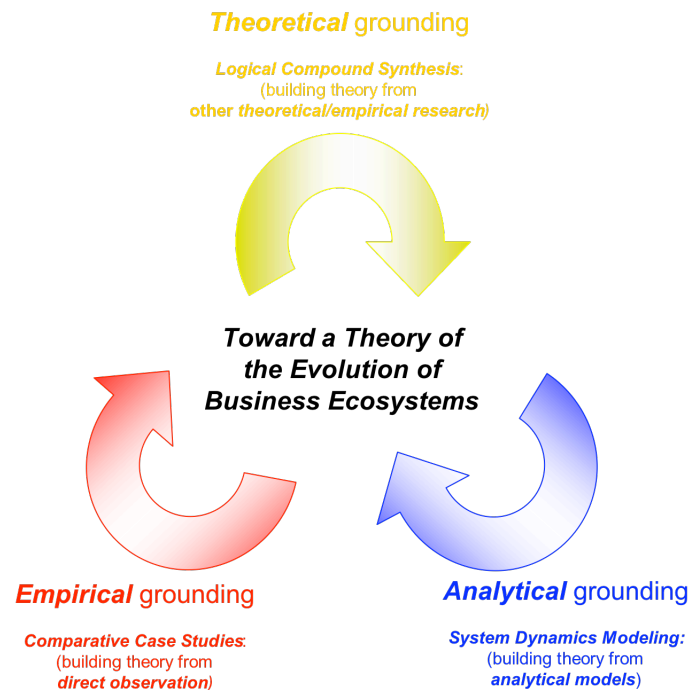 Theoretical grounding
Logical Compound Synthesis:
(building theory from
other theoretical/empirical research)
Toward a Theory of
the Evolution of
Business Ecosystems
Empirical grounding
Comparative Case Studies:
(building theory from
direct observation)
Analytical grounding
System Dynamics Modeling:
(building theory from
analytical models)